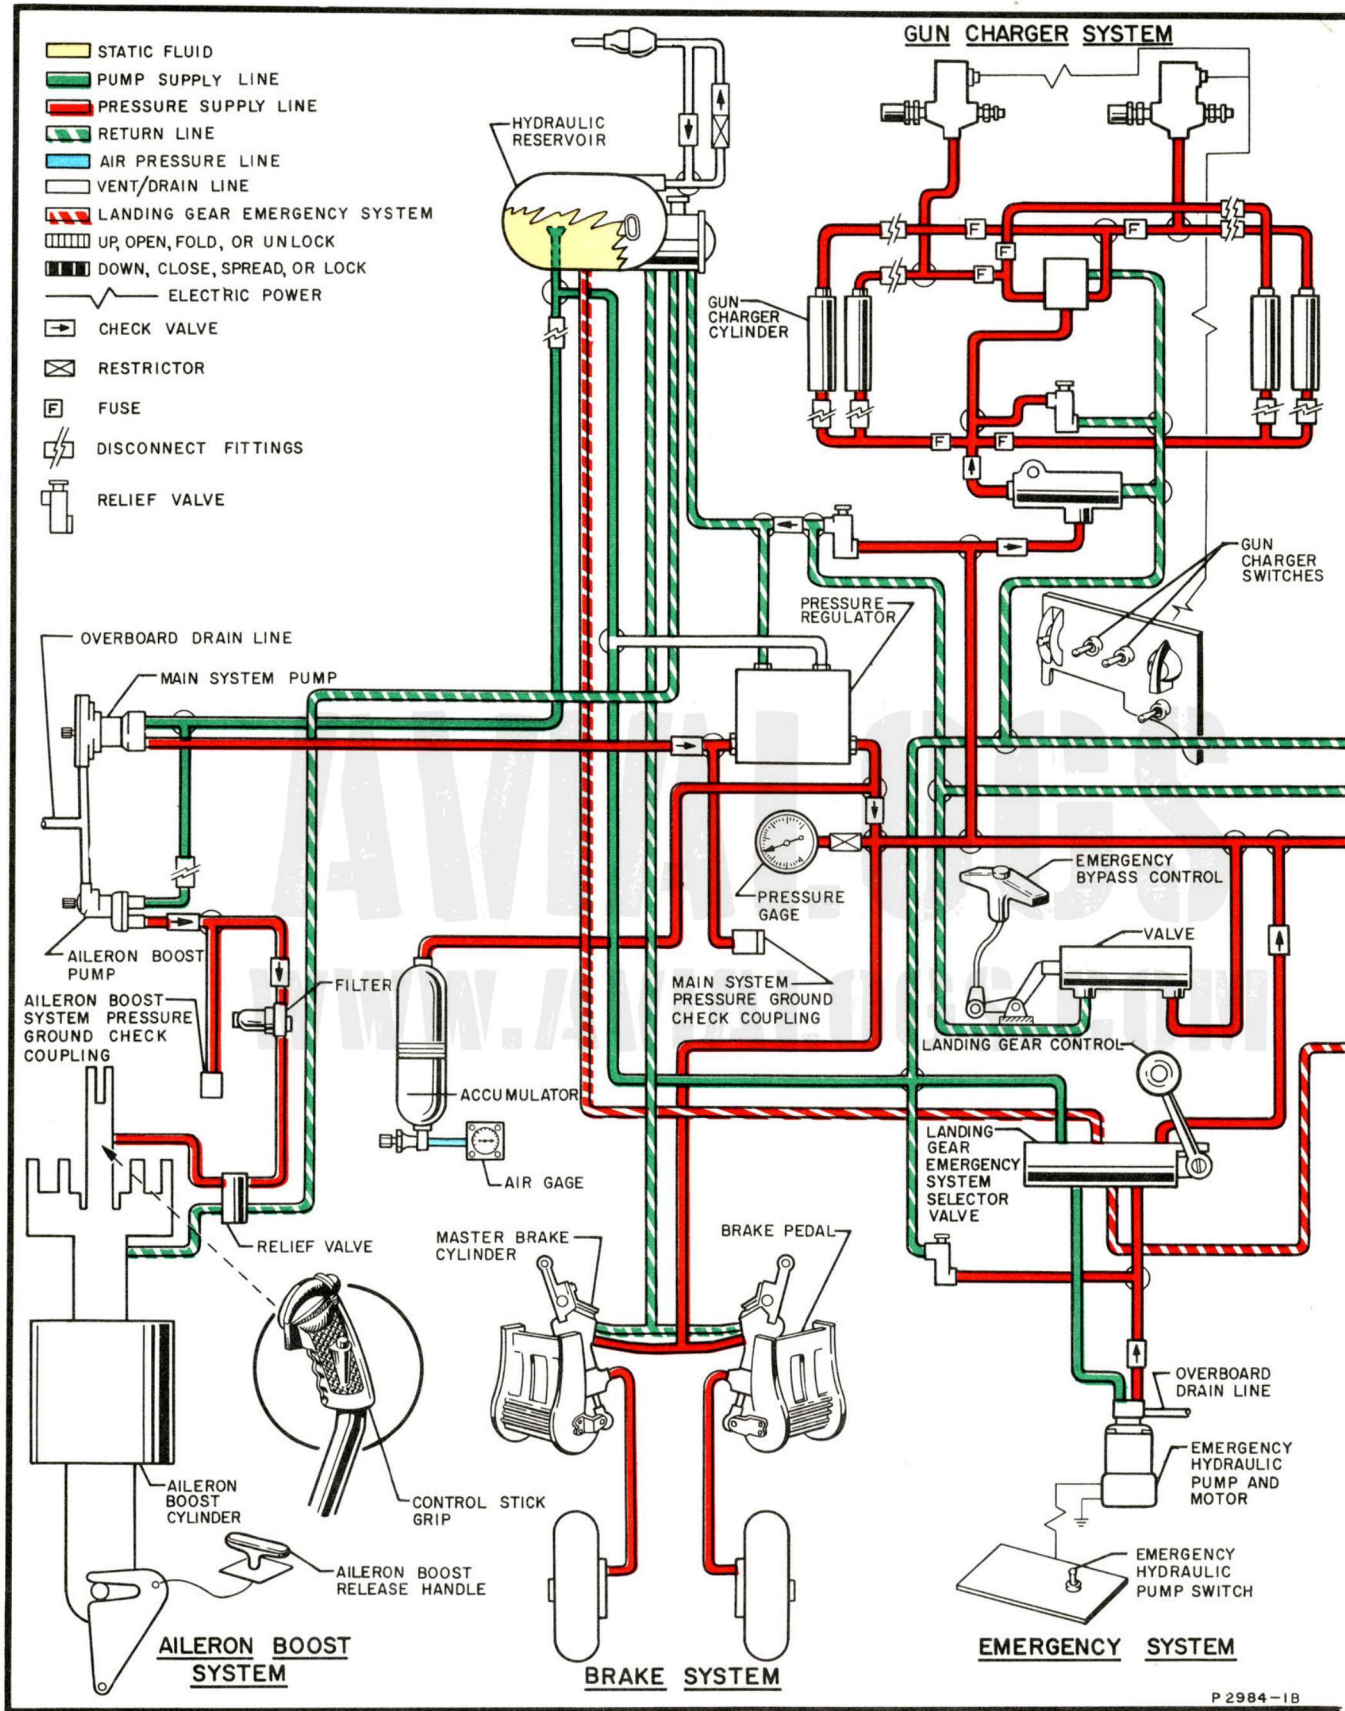 STATIC FLUID
PUMP SUPPLY LINE
PRESSURE SUPPLY LINE
RETURN LINE
AIR PRESSURE LINE
VENT/DRAIN LINE
LANDING GEAR EMERGENCY SYSTEM
UP, OPEN, FOLD, OR UNLOCK
DOWN, CLOSE, SPREAD, OR LOCK
ELECTRIC POWER
CHECK VALVE
RESTRICTOR
F FUSE
DISCONNECT FITTINGS
RELIEF VALVE
GUN CHARGER SYSTEM
HYDRAULIC
RESERVOIR
F
F
F
F
GUN
CHARGER
CYLINDER
F
F
GUN
CHARGER
SWITCHES
PRESSURE
REGULATOR
OVERBOARD DRAIN LINE
MAIN SYSTEM PUMP
AVIALOGS
WWW.AVIALOGS.COM
PRESSURE
GAGE
EMERGENCY
BYPASS CONTROL
VALVE
AILERON BOOST
PUMP
FILTER
AILERON BOOST
SYSTEM PRESSURE
GROUND CHECK
COUPLING
MAIN SYSTEM
PRESSURE GROUND
CHECK COUPLING
LANDING GEAR CONTROL
ACCUMULATOR
AIR GAGE
LANDING
GEAR
EMERGENCY
SYSTEM
SELECTOR
VALVE
RELIEF VALVE
MASTER BRAKE
CYLINDER
BRAKE PEDAL
OVERBOARD
DRAIN LINE
EMERGENCY
HYDRAULIC
PUMP AND
MOTOR
AILERON
BOOST
CYLINDER
CONTROL STICK
GRIP
AILERON BOOST
RELEASE HANDLE
EMERGENCY
HYDRAULIC
PUMP SWITCH
AILERON BOOST
SYSTEM
BRAKE SYSTEM
EMERGENCY SYSTEM
P 2984-1B